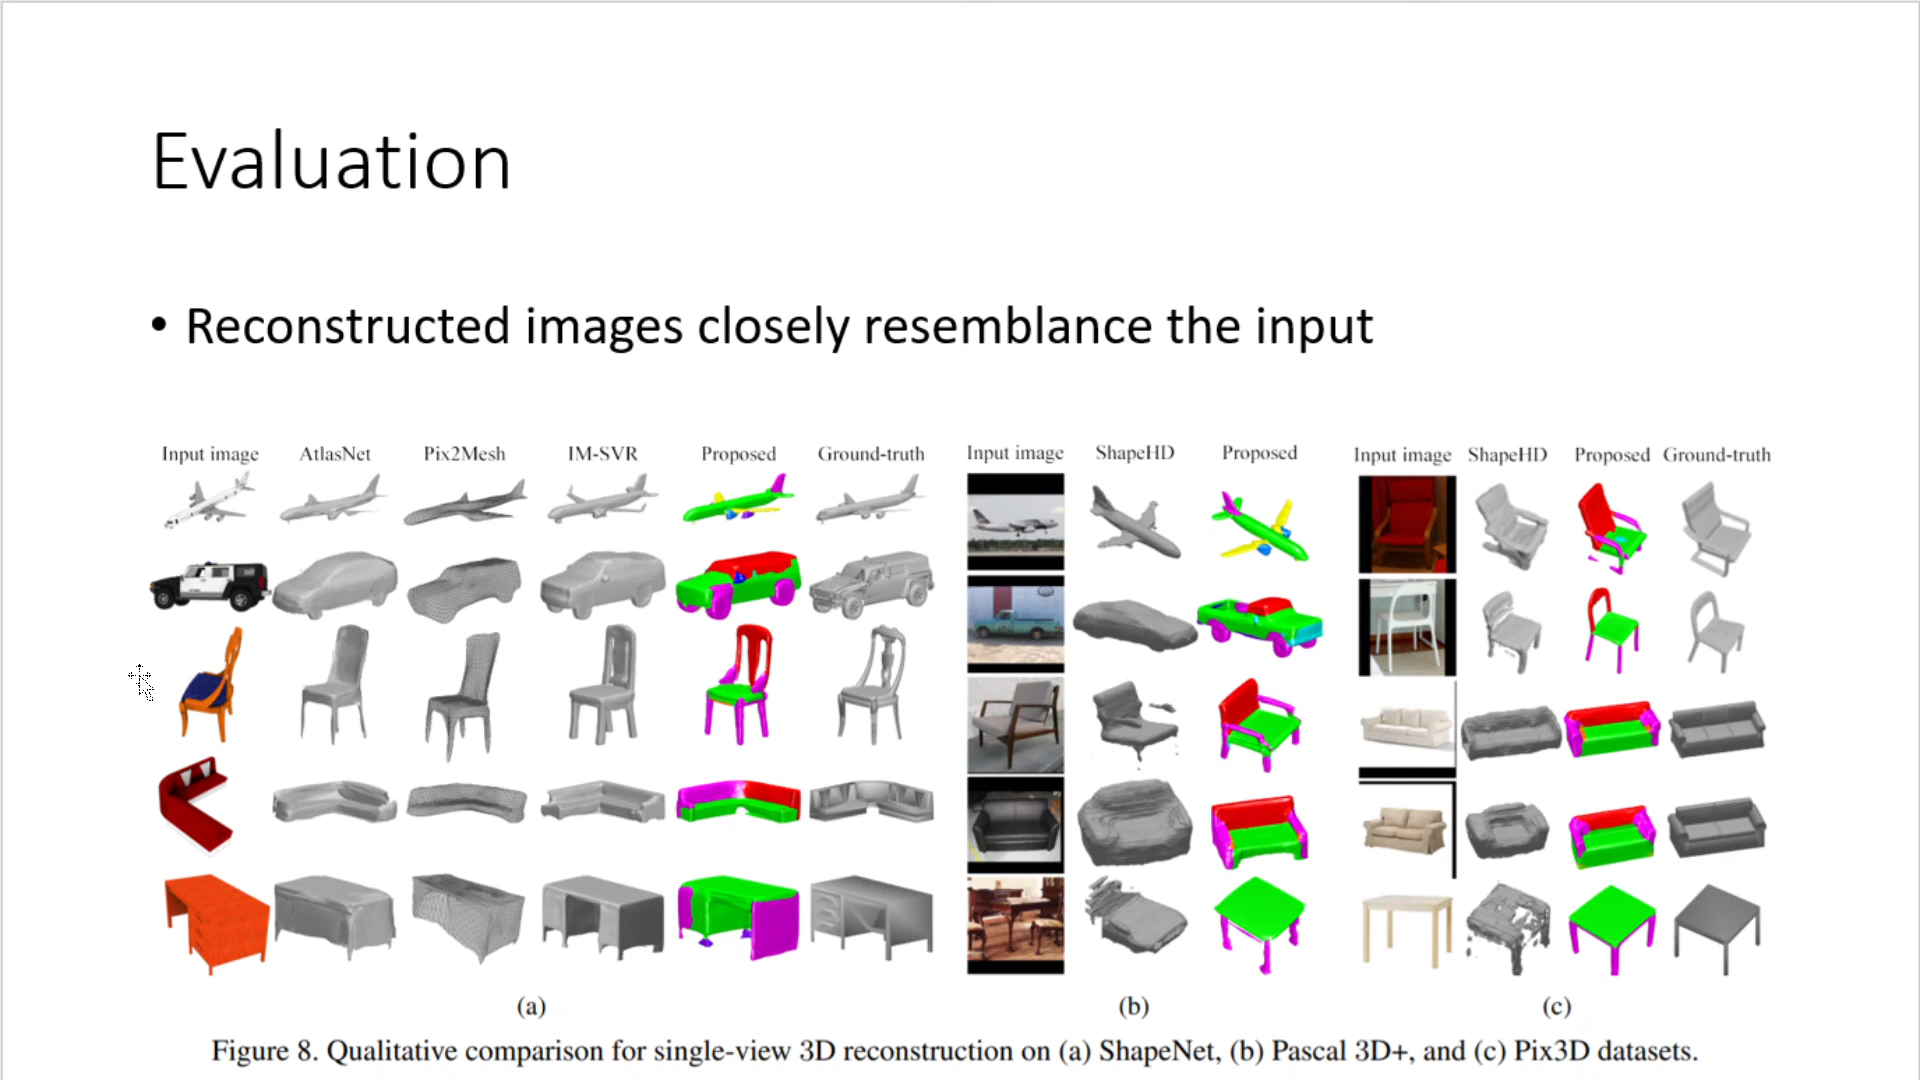 Evaluation
• Reconstructed images closely resemblance the input
Input image AtlasNet Pix2Mesh IM-SVR Proposed Ground-truth
Input image ShapeHD Proposed
Input image ShapeHD Proposed Ground-truth
(a) (b) (c)
Figure 8. Qualitative comparison for single-view 3D reconstruction on (a) ShapeNet, (b) Pascal 3D+, and (c) Pix3D datasets.